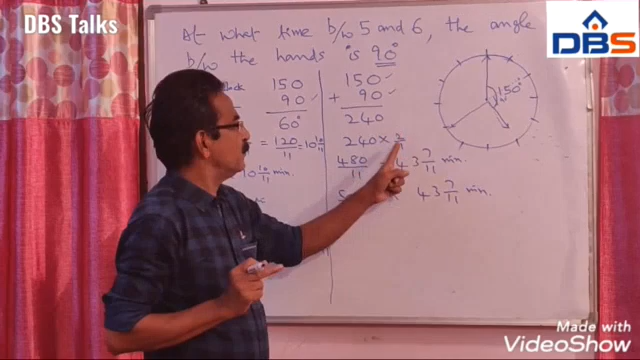 DBS Talks
At what time b/w 5 and 6, the angle
b/w the hands is 90°
DBS
150
90
60°
= 120/11 = 10 10/11
10 10/11 min
150
+ 90
240
240 × 2
480/11 = 43 7/11 min.
5
43 7/11 min.
150°
Made with
VideoShow